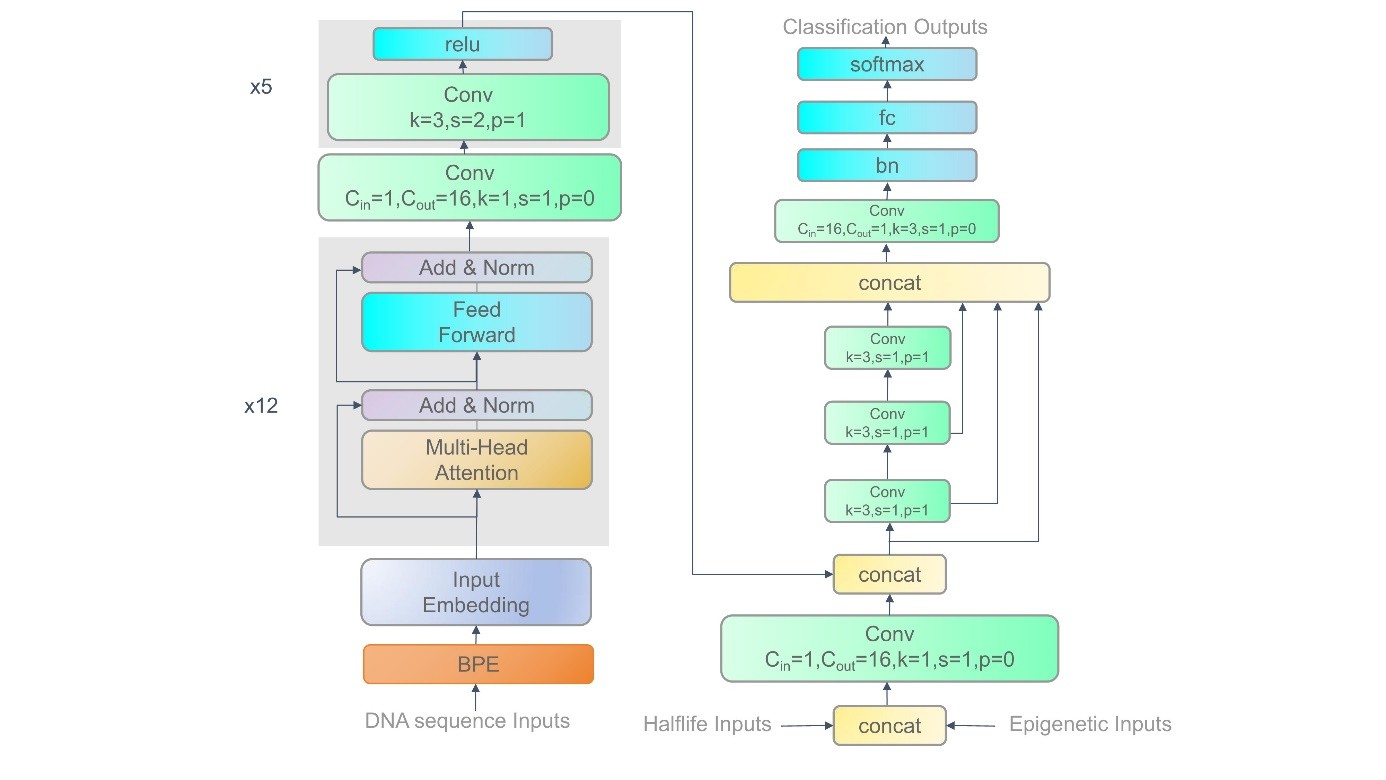 x5
relu
Conv
k=3,s=2,p=1
Conv
Cin=1,Cout=16,k=1,s=1,p=0
x12
Add & Norm
Feed
Forward
Add & Norm
Multi-Head
Attention
Input
Embedding
BPE
DNA sequence Inputs
Classification Outputs
softmax
fc
bn
Conv
Cin=16,Cout=1,k=3,s=1,p=0
concat
Conv
k=3,s=1,p=1
Conv
k=3,s=1,p=1
Conv
k=3,s=1,p=1
concat
Conv
Cin=1,Cout=16,k=1,s=1,p=0
Halflife Inputs
concat
Epigenetic Inputs